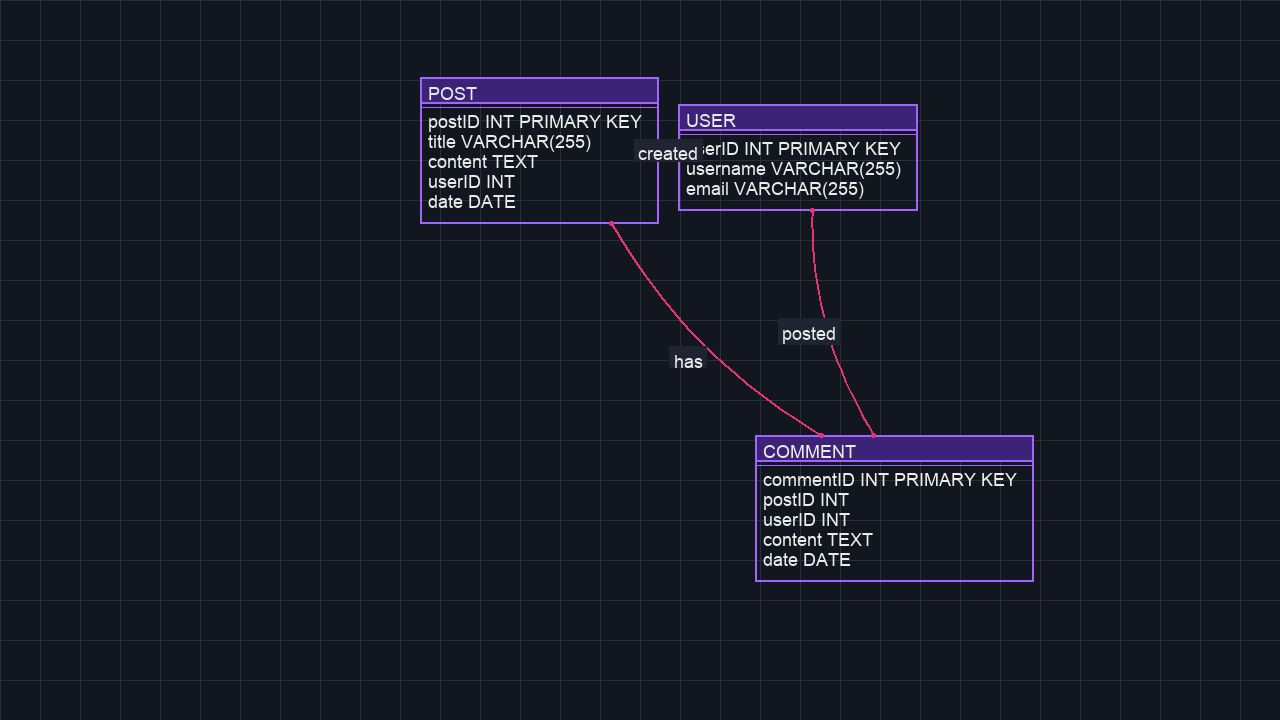 POST
postID INT PRIMARY KEY
title VARCHAR(255)
content TEXT
userID INT
date DATE
created
USER
serID INT PRIMARY KEY
username VARCHAR(255)
email VARCHAR(255)
posted
has
COMMENT
commentID INT PRIMARY KEY
postID INT
userID INT
content TEXT
date DATE